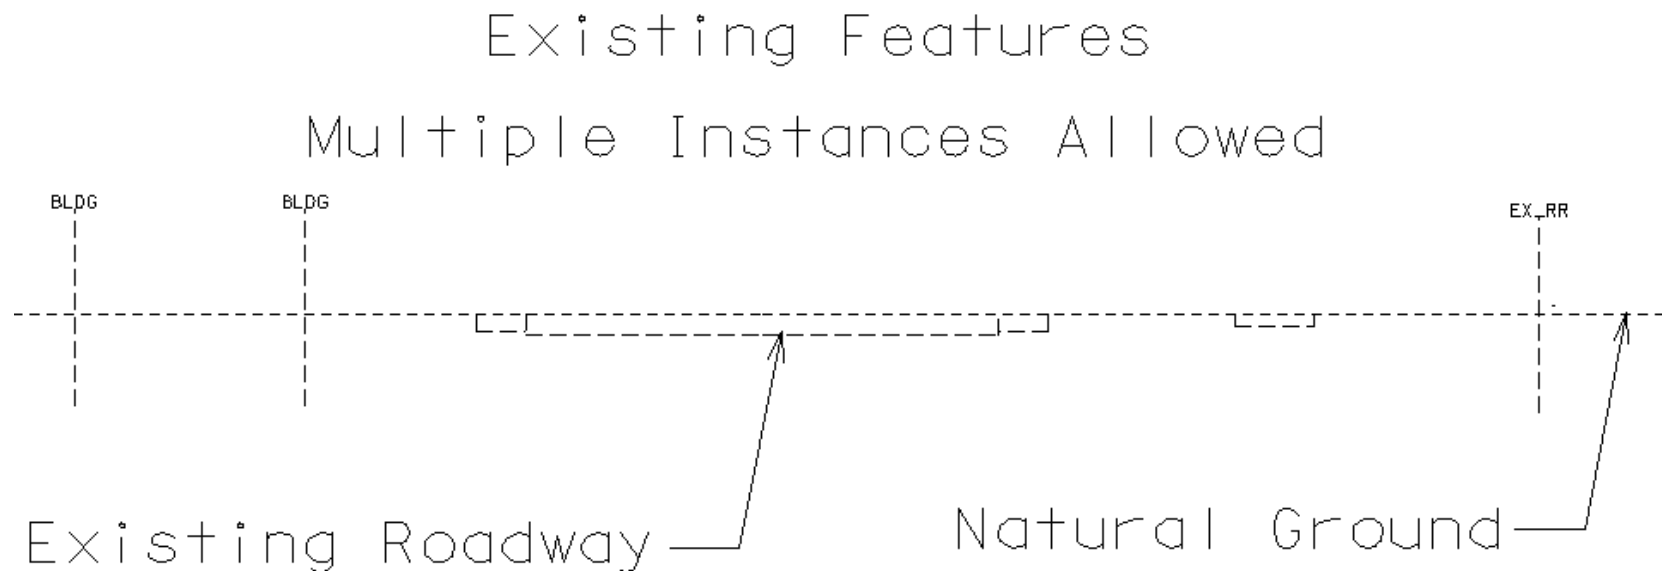 Existing Features
Multiple Instances Allowed
BLDG BLDG EX_RR
Existing Roadway Natural Ground